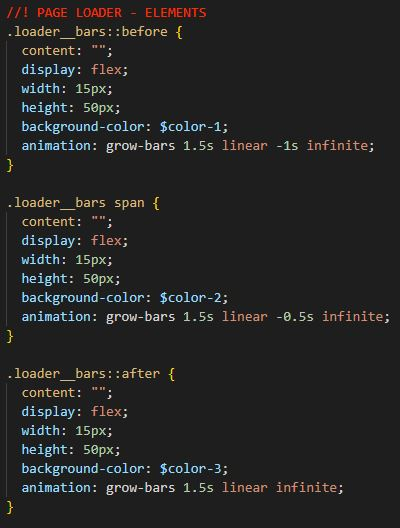 //! PAGE LOADER - ELEMENTS
.loader__bars::before {
  content: "";
  display: flex;
  width: 15px;
  height: 50px;
  background-color: $color-1;
  animation: grow-bars 1.5s linear -1s infinite;
}

.loader__bars span {
  content: "";
  display: flex;
  width: 15px;
  height: 50px;
  background-color: $color-2;
  animation: grow-bars 1.5s linear -0.5s infinite;
}

.loader__bars::after {
  content: "";
  display: flex;
  width: 15px;
  height: 50px;
  background-color: $color-3;
  animation: grow-bars 1.5s linear infinite;
}